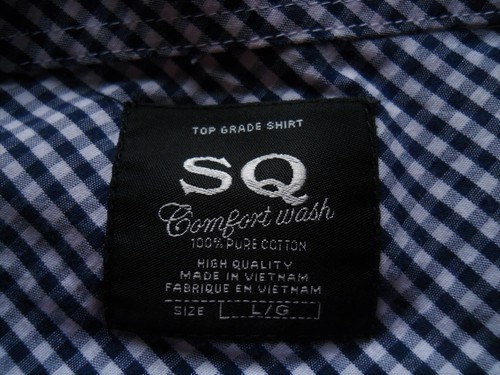 TOP GRADE SHIRT
SQ
Comfort wash
100% PURE COTTON
HIGH QUALITY
MADE IN VIETNAM
FABRIQUE EN VIETNAM
SIZE L/G